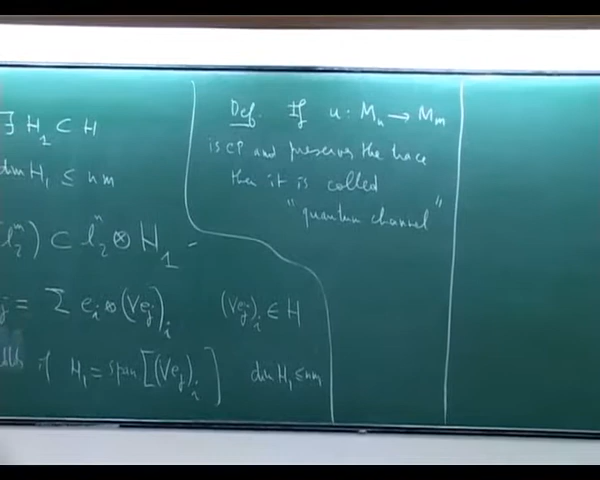 ∃ H₁ ⊂ H
dim H₁ ≤ nm
(ℓ₂ᵐ) ⊂ ℓ₂ⁿ ⊗ H₁
= Σ eᵢ ⊗ (Veⱼ)ᵢ (Veⱼ)ᵢ ∈ H
if H₁ = span [(Veⱼ)ᵢ] dim H₁ ≤ nm
Def. If u : Mₙ → Mₘ
is CP and preserves the trace
then it is called
"quantum channel"